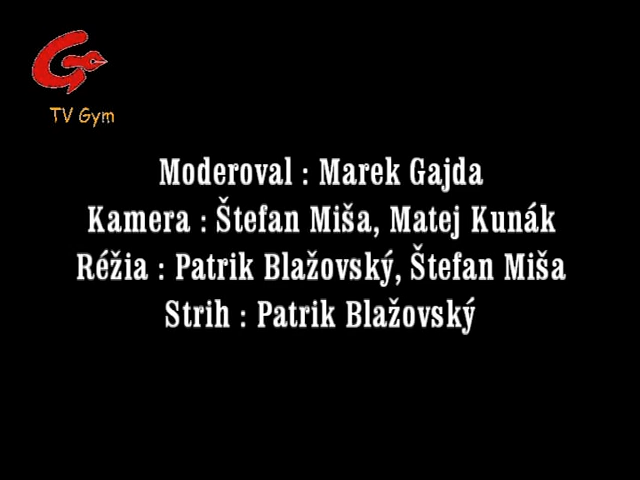 TV Gym
Moderoval : Marek Gajda
Kamera : Štefan Miša, Matej Kunák
Réžia : Patrik Blažovský, Štefan Miša
Strih : Patrik Blažovský